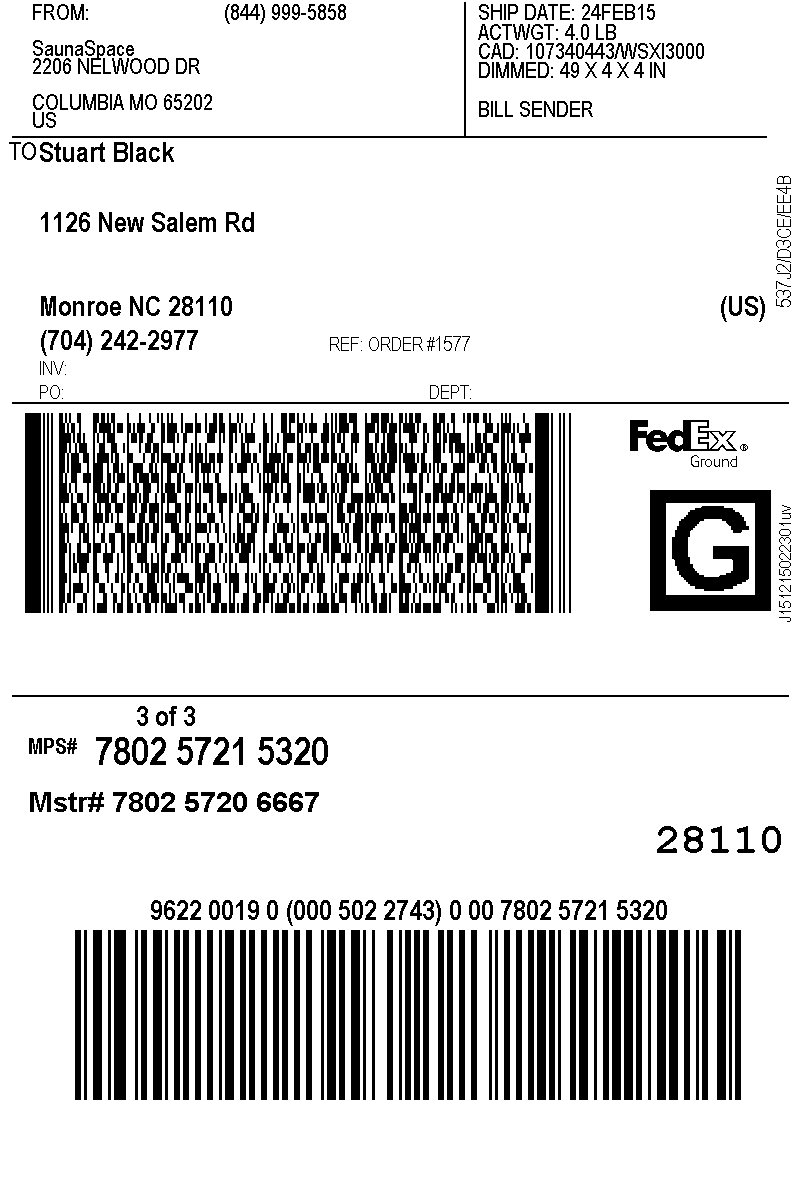 FROM: (844) 999-5858
SaunaSpace
2206 NELWOOD DR
COLUMBIA MO 65202
US
SHIP DATE: 24FEB15
ACTWGT: 4.0 LB
CAD: 107340443/WSXI3000
DIMMED: 49 X 4 X 4 IN
BILL SENDER
TO Stuart Black
1126 New Salem Rd
Monroe NC 28110 (US)
(704) 242-2977 REF: ORDER #1577
INV:
PO: DEPT:
537J2/D3CE/EE4B
FedEx ®
Ground
G
J151215022301uv
3 of 3
MPS# 7802 5721 5320
Mstr# 7802 5720 6667
28110
9622 0019 0 (000 502 2743) 0 00 7802 5721 5320